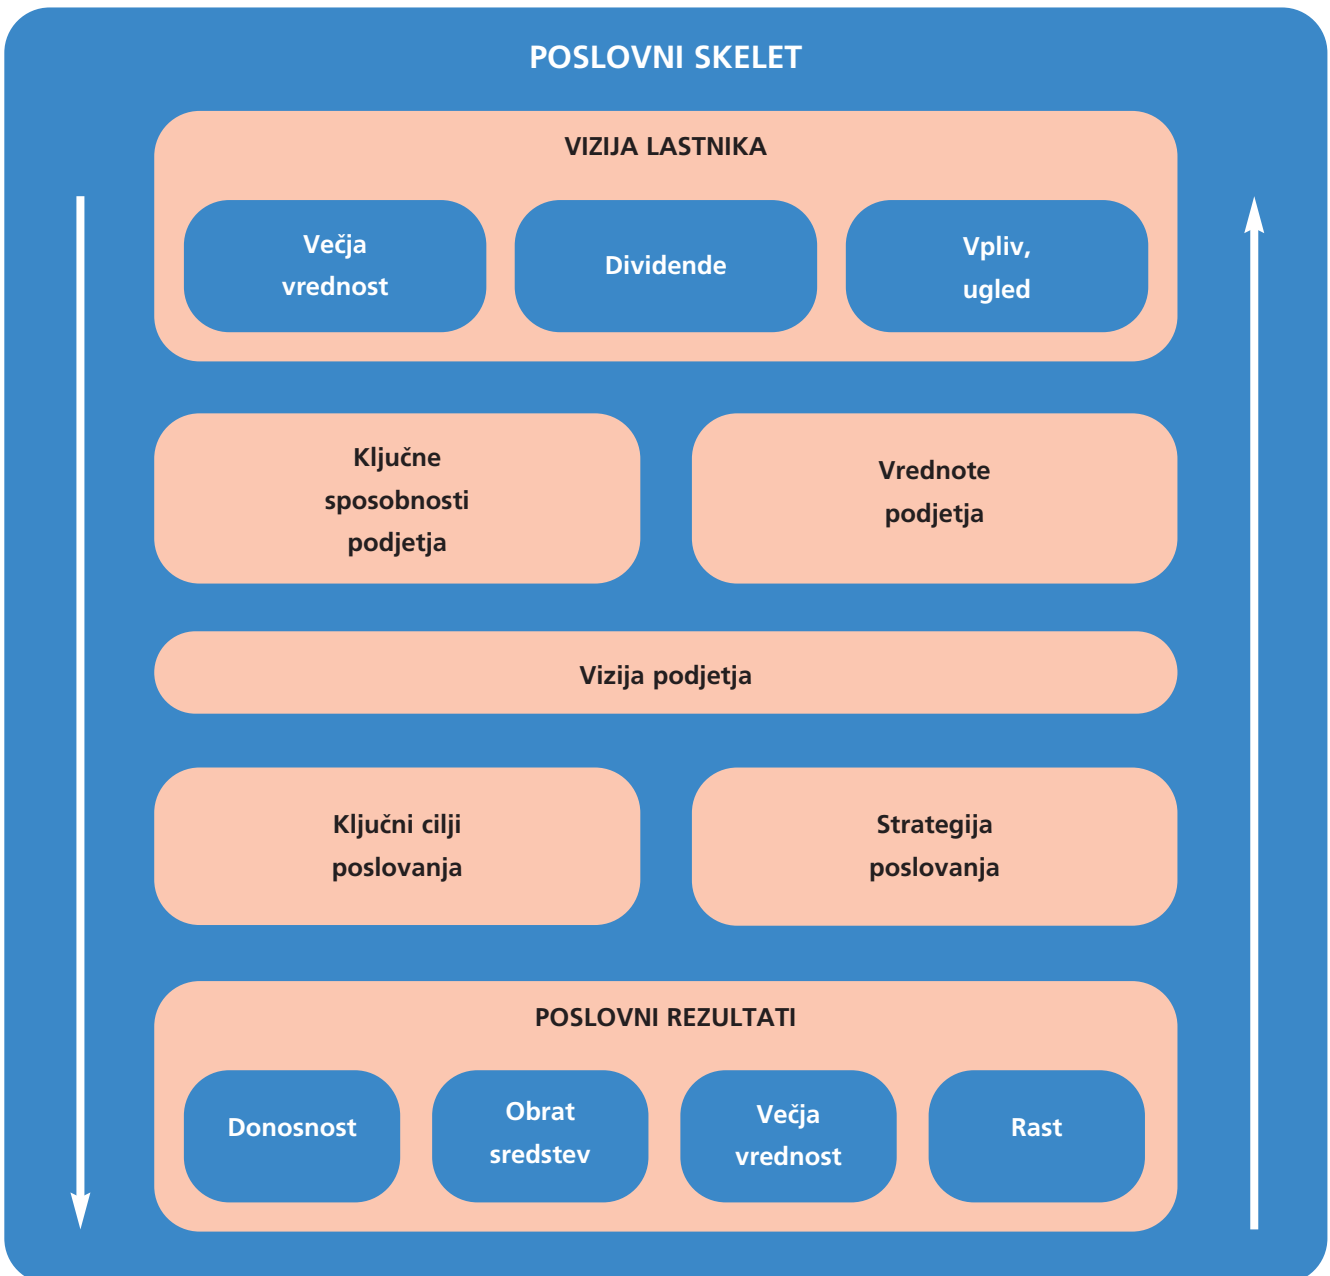 POSLOVNI SKELET
VIZIJA LASTNIKA
Večja
vrednost
Dividende
Vpliv,
ugled
Ključne
sposobnosti
podjetja
Vrednote
podjetja
Vizija podjetja
Ključni cilji
poslovanja
Strategija
poslovanja
POSLOVNI REZULTATI
Donosnost
Obrat
sredstev
Večja
vrednost
Rast